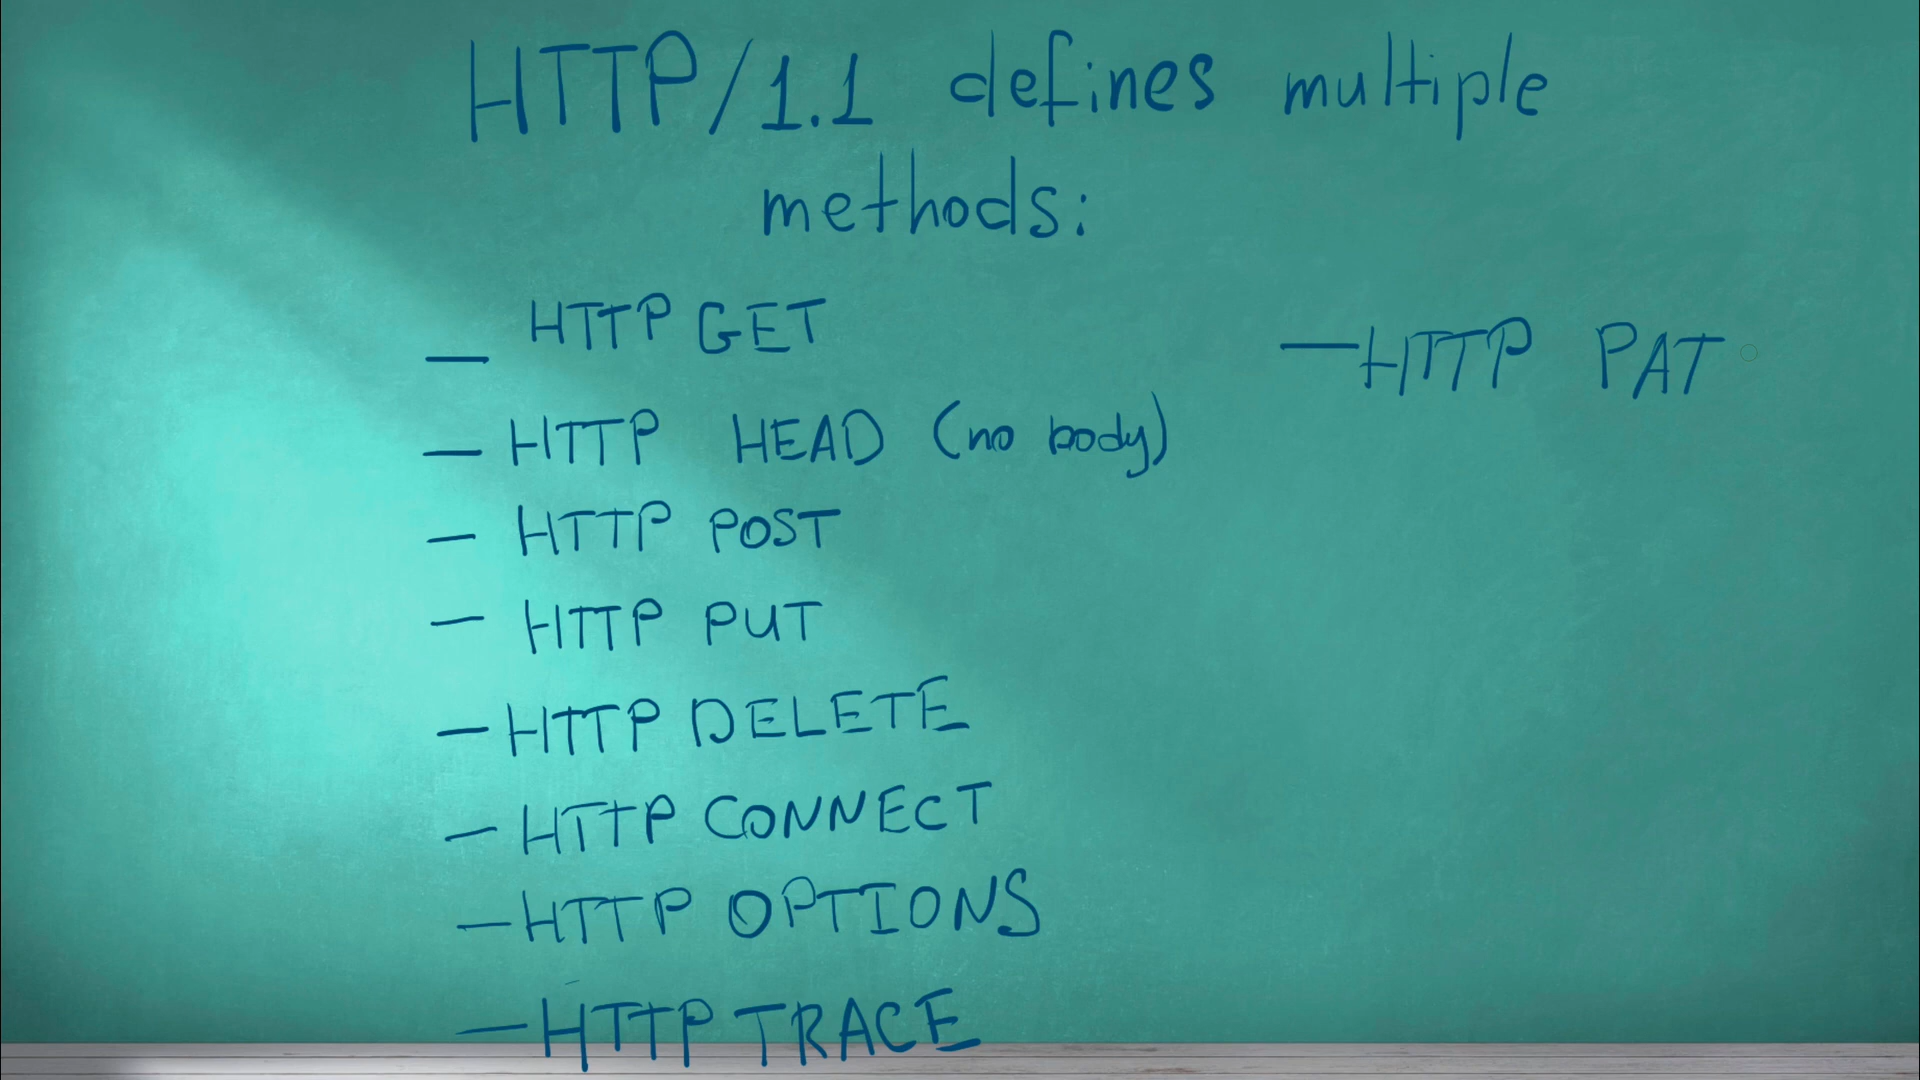 HTTP/1.1 defines multiple
methods:
— HTTP GET
— HTTP HEAD (no body)
— HTTP POST
— HTTP PUT
— HTTP DELETE
— HTTP CONNECT
— HTTP OPTIONS
— HTTP TRACE
— HTTP PAT